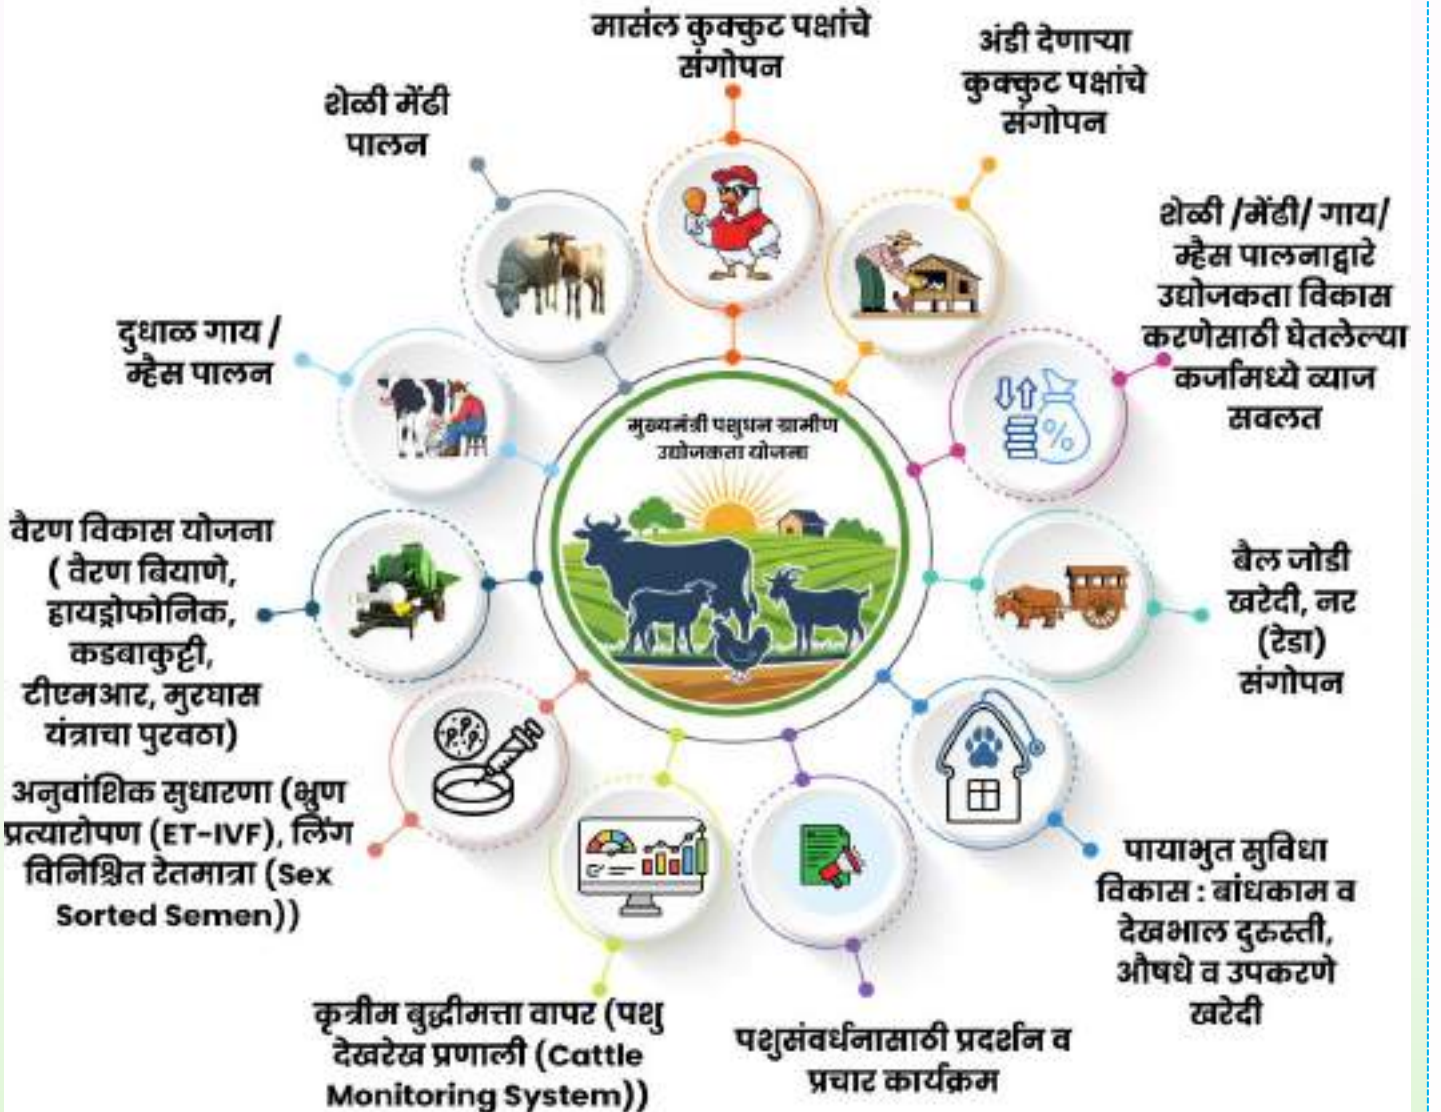 मासंल कुक्कुट पक्षांचे
संगोपन
अंडी देणाऱ्या
कुक्कुट पक्षांचे
संगोपन
शेळी /मेंढी/ गाय/
म्हैस पालनाद्वारे
उद्योजकता विकास
करणेसाठी घेतलेल्या
कर्जामध्ये व्याज
सवलत
बैल जोडी
खरेदी, नर
(रेडा)
संगोपन
पायाभुत सुविधा
विकास : बांधकाम व
देखभाल दुरुस्ती,
औषधे व उपकरणे
खरेदी
पशुसंवर्धनासाठी प्रदर्शन व
प्रचार कार्यक्रम
कृत्रीम बुद्धीमत्ता वापर (पशु
देखरेख प्रणाली (Cattle
Monitoring System))
अनुवांशिक सुधारणा (भ्रुण
प्रत्यारोपण (ET-IVF), लिंग
विनिश्चित रेतमात्रा (Sex
Sorted Semen))
वैरण विकास योजना
( वैरण बियाणे,
हायड्रोफोनिक,
कडबाकुट्टी,
टीएमआर, मुरघास
यंत्राचा पुरवठा)
दुधाळ गाय /
म्हैस पालन
शेळी मेंढी
पालन
मुख्यमंत्री पशुधन ग्रामीण
उद्योजकता योजना